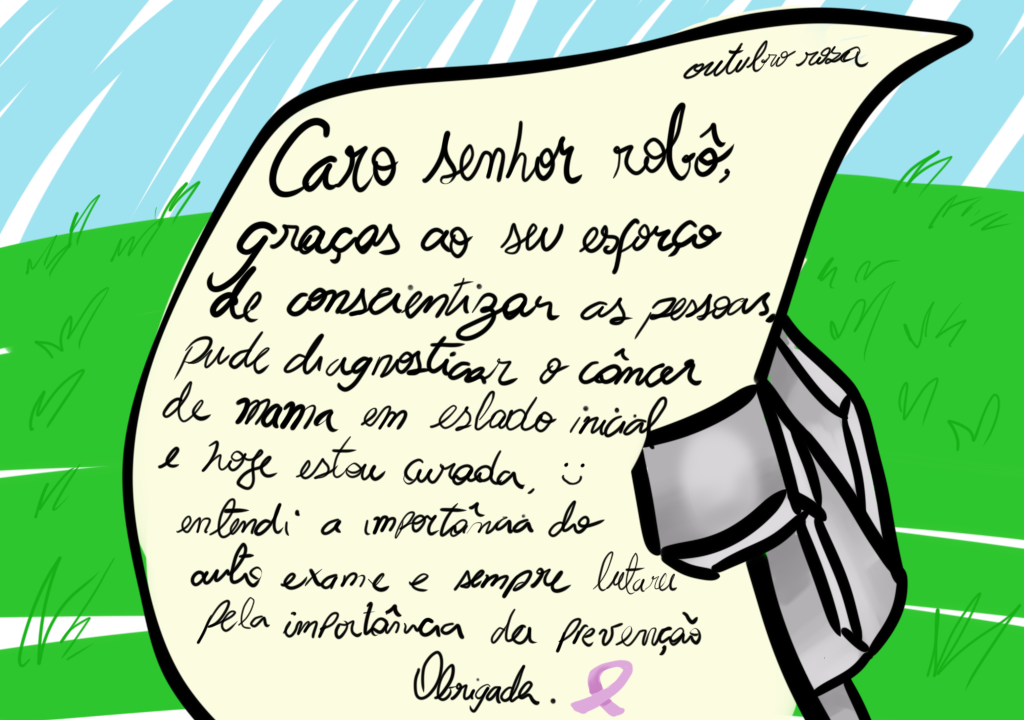 outubro roza
Caro senhor robô,
graças ao seu esforço
de conscientizar as pessoas,
pude diagnosticar o câncer
de mama em estado inicial
e hoje estou curada, :)
entendi a importância do
auto exame e sempre lutarei
pela importância da prevenção
Obrigada.